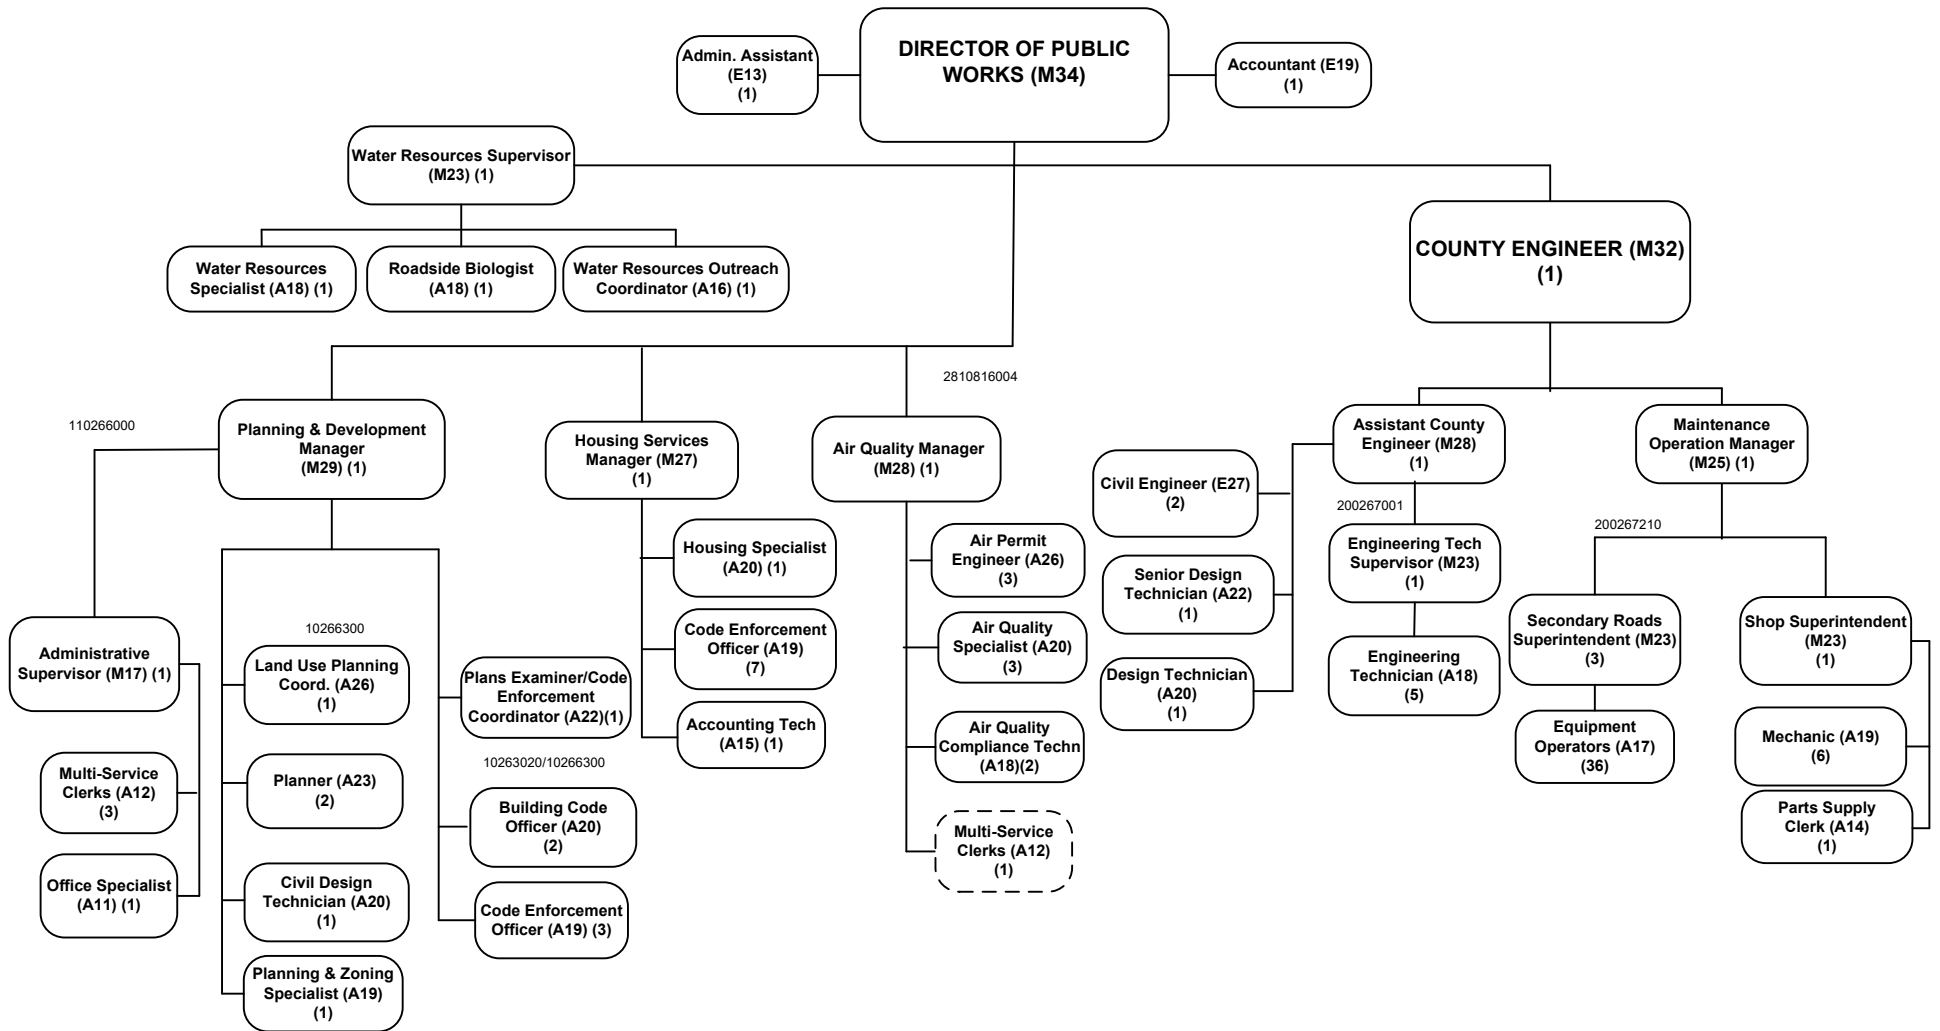 DIRECTOR OF PUBLIC
WORKS (M34)
Admin. Assistant
(E13)
(1)
Accountant (E19)
(1)
Water Resources Supervisor
(M23) (1)
Water Resources
Specialist (A18) (1)
Roadside Biologist
(A18) (1)
Water Resources Outreach
Coordinator (A16) (1)
COUNTY ENGINEER (M32)
(1)
110266000
Planning & Development
Manager
(M29) (1)
Housing Services
Manager (M27)
(1)
2810816004
Air Quality Manager
(M28) (1)
Assistant County
Engineer (M28)
(1)
Maintenance
Operation Manager
(M25) (1)
Administrative
Supervisor (M17) (1)
Multi-Service
Clerks (A12)
(3)
Office Specialist
(A11) (1)
10266300
Land Use Planning
Coord. (A26)
(1)
Planner (A23)
(2)
Civil Design
Technician (A20)
(1)
Planning & Zoning
Specialist (A19)
(1)
Plans Examiner/Code
Enforcement
Coordinator (A22)(1)
10263020/10266300
Building Code
Officer (A20)
(2)
Code Enforcement
Officer (A19) (3)
Housing Specialist
(A20) (1)
Code Enforcement
Officer (A19)
(7)
Accounting Tech
(A15) (1)
Air Permit
Engineer (A26)
(3)
Air Quality
Specialist (A20)
(3)
Air Quality
Compliance Techn
(A18)(2)
Multi-Service
Clerks (A12)
(1)
Civil Engineer (E27)
(2)
Senior Design
Technician (A22)
(1)
Design Technician
(A20)
(1)
200267001
Engineering Tech
Supervisor (M23)
(1)
Engineering
Technician (A18)
(5)
200267210
Secondary Roads
Superintendent (M23)
(3)
Equipment
Operators (A17)
(36)
Shop Superintendent
(M23)
(1)
Mechanic (A19)
(6)
Parts Supply
Clerk (A14)
(1)